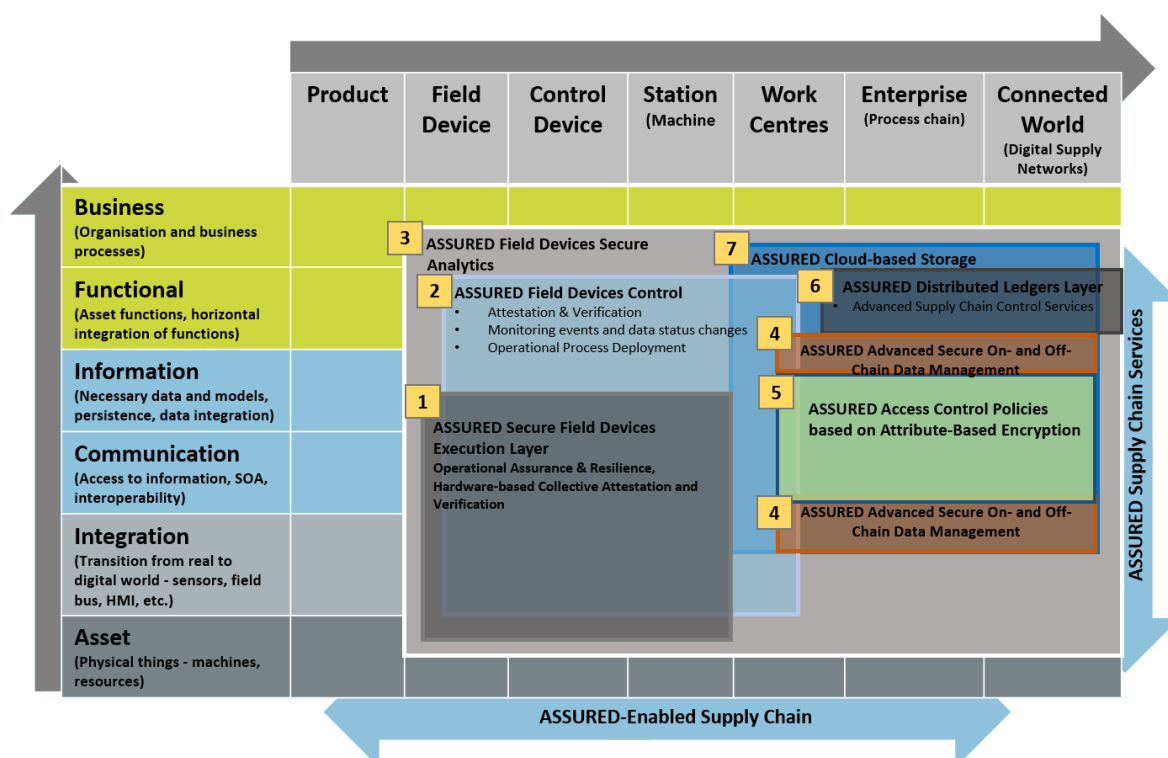 Product
Field
Device
Control
Device
Station
(Machine
Work
Centres
Enterprise
(Process chain)
Connected
World
(Digital Supply
Networks)
Business
(Organisation and business
processes)
Functional
(Asset functions, horizontal
integration of functions)
Information
(Necessary data and models,
persistence, data integration)
Communication
(Access to information, SOA,
interoperability)
Integration
(Transition from real to
digital world - sensors, field
bus, HMI, etc.)
Asset
(Physical things - machines,
resources)
3
ASSURED Field Devices Secure
Analytics
2
ASSURED Field Devices Control
• Attestation & Verification
• Monitoring events and data status changes
• Operational Process Deployment
1
ASSURED Secure Field Devices
Execution Layer
Operational Assurance & Resilience,
Hardware-based Collective Attestation and
Verification
7
ASSURED Cloud-based Storage
6
ASSURED Distributed Ledgers Layer
• Advanced Supply Chain Control Services
4
ASSURED Advanced Secure On- and Off-
Chain Data Management
5
ASSURED Access Control Policies
based on Attribute-Based Encryption
4
ASSURED Advanced Secure On- and Off-
Chain Data Management
ASSURED Supply Chain Services
ASSURED-Enabled Supply Chain